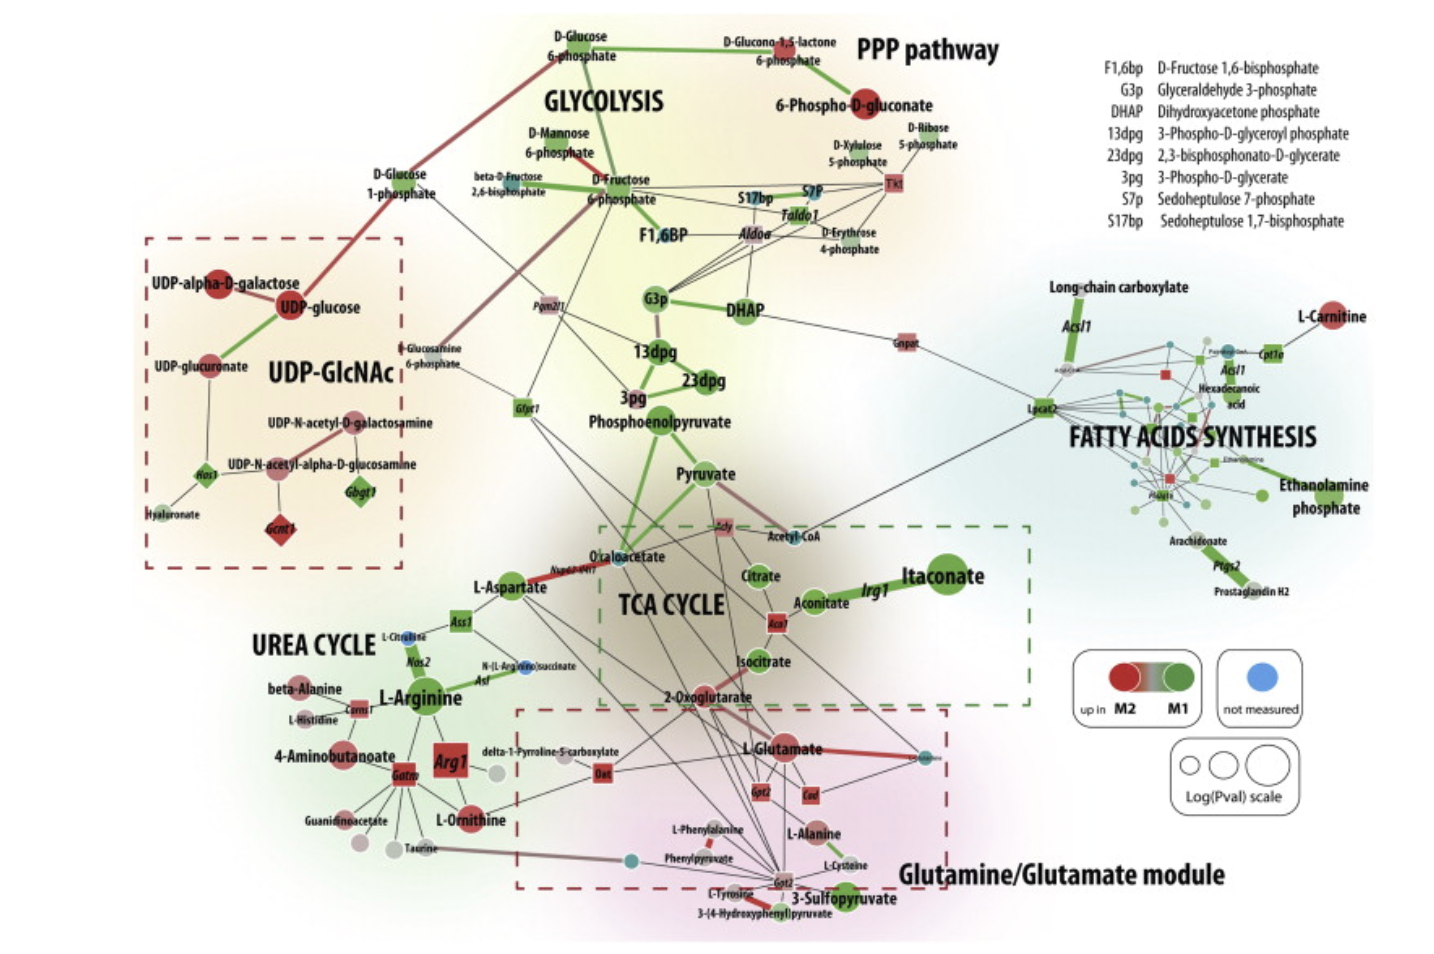 D-Glucose
6-phosphate
D-Glucono-1,5-lactone
6-phosphate
PPP pathway
6-Phospho-D-gluconate
GLYCOLYSIS
D-Mannose
6-phosphate
D-Xylulose
5-phosphate
D-Ribose
5-phosphate
F1,6bp D-Fructose 1,6-bisphosphate
G3p Glyceraldehyde 3-phosphate
DHAP Dihydroxyacetone phosphate
13dpg 3-Phospho-D-glyceroyl phosphate
23dpg 2,3-bisphosphonato-D-glycerate
3pg 3-Phospho-D-glycerate
S7p Sedoheptulose 7-phosphate
S17bp Sedoheptulose 1,7-bisphosphate
D-Glucose
1-phosphate
beta-D-Fructose
2,6-bisphosphate
D-Fructose
6-phosphate
Tkt
S17bp
S7P
Taldo1
Aldoa
D-Erythrose
4-phosphate
F1,6BP
UDP-alpha-D-galactose
UDP-glucose
UDP-glucuronate
UDP-GlcNAc
UDP-N-acetyl-D-galactosamine
UDP-N-acetyl-alpha-D-glucosamine
Has1
Gbgt1
Hyaluronate
Gcnt1
Pgm2l1
G3p
DHAP
Gnpat
Glucosamine
6-phosphate
13dpg
23dpg
3pg
Gfpt1
Phosphoenolpyruvate
Pyruvate
Long-chain carboxylate
Acsl1
L-Carnitine
Cpt1a
Acsl1
Hexadecanoic
acid
Lpcat2
FATTY ACIDS SYNTHESIS
Ethanolamine
phosphate
Arachidonate
Ptgs2
Prostaglandin H2
Acly
Acetyl-CoA
Oxaloacetate
L-Aspartate
TCA CYCLE
Citrate
Aconitate
Irg1
Itaconate
Aco1
Isocitrate
2-Oxoglutarate
UREA CYCLE
L-Citrulline
Ass1
Nos2
N-(L-Arginino)succinate
Asl
beta-Alanine
L-Histidine
Carns1
L-Arginine
4-Aminobutanoate
Gatm
Arg1
Guanidinoacetate
L-Ornithine
Taurine
delta-1-Pyrroline-5-carboxylate
Oat
L-Glutamate
Gpt2
Cad
L-Phenylalanine
Phenylpyruvate
L-Alanine
L-Cysteine
Got2
L-Tyrosine
3-Sulfopyruvate
3-(4-Hydroxyphenyl)pyruvate
Glutamine/Glutamate module
up in M2 M1
not measured
Log(Pval) scale